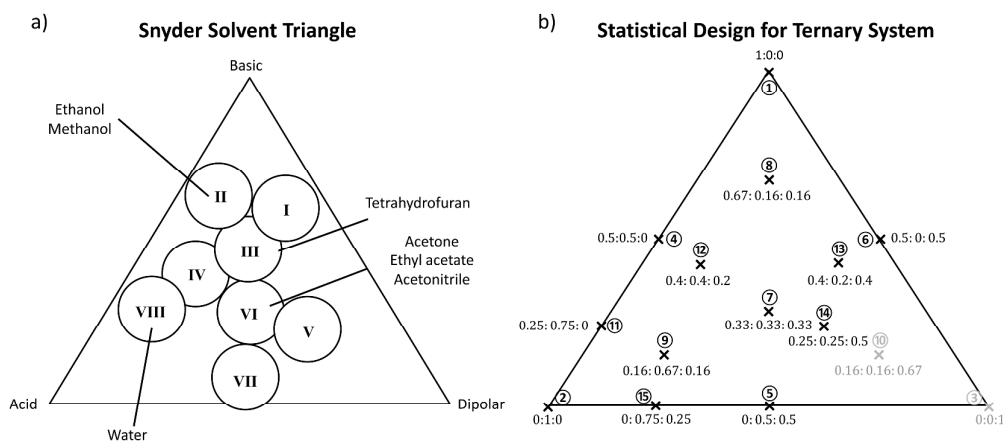 a)
Snyder Solvent Triangle
Basic
Ethanol
Methanol
II
I
Tetrahydrofuran
III
Acetone
Ethyl acetate
Acetonitrile
IV
VIII
VI
V
VII
Acid
Dipolar
Water
b)
Statistical Design for Ternary System
1:0:0
1
8
0.67: 0.16: 0.16
0.5:0.5:0
4
6
0.5: 0: 0.5
12
0.4: 0.4: 0.2
13
0.4: 0.2: 0.4
7
0.33: 0.33: 0.33
14
0.25: 0.25: 0.5
0.25: 0.75: 0
11
9
0.16: 0.67: 0.16
10
0.16: 0.16: 0.67
2
0:1:0
15
0: 0.75: 0.25
5
0: 0.5: 0.5
3
0:0:1